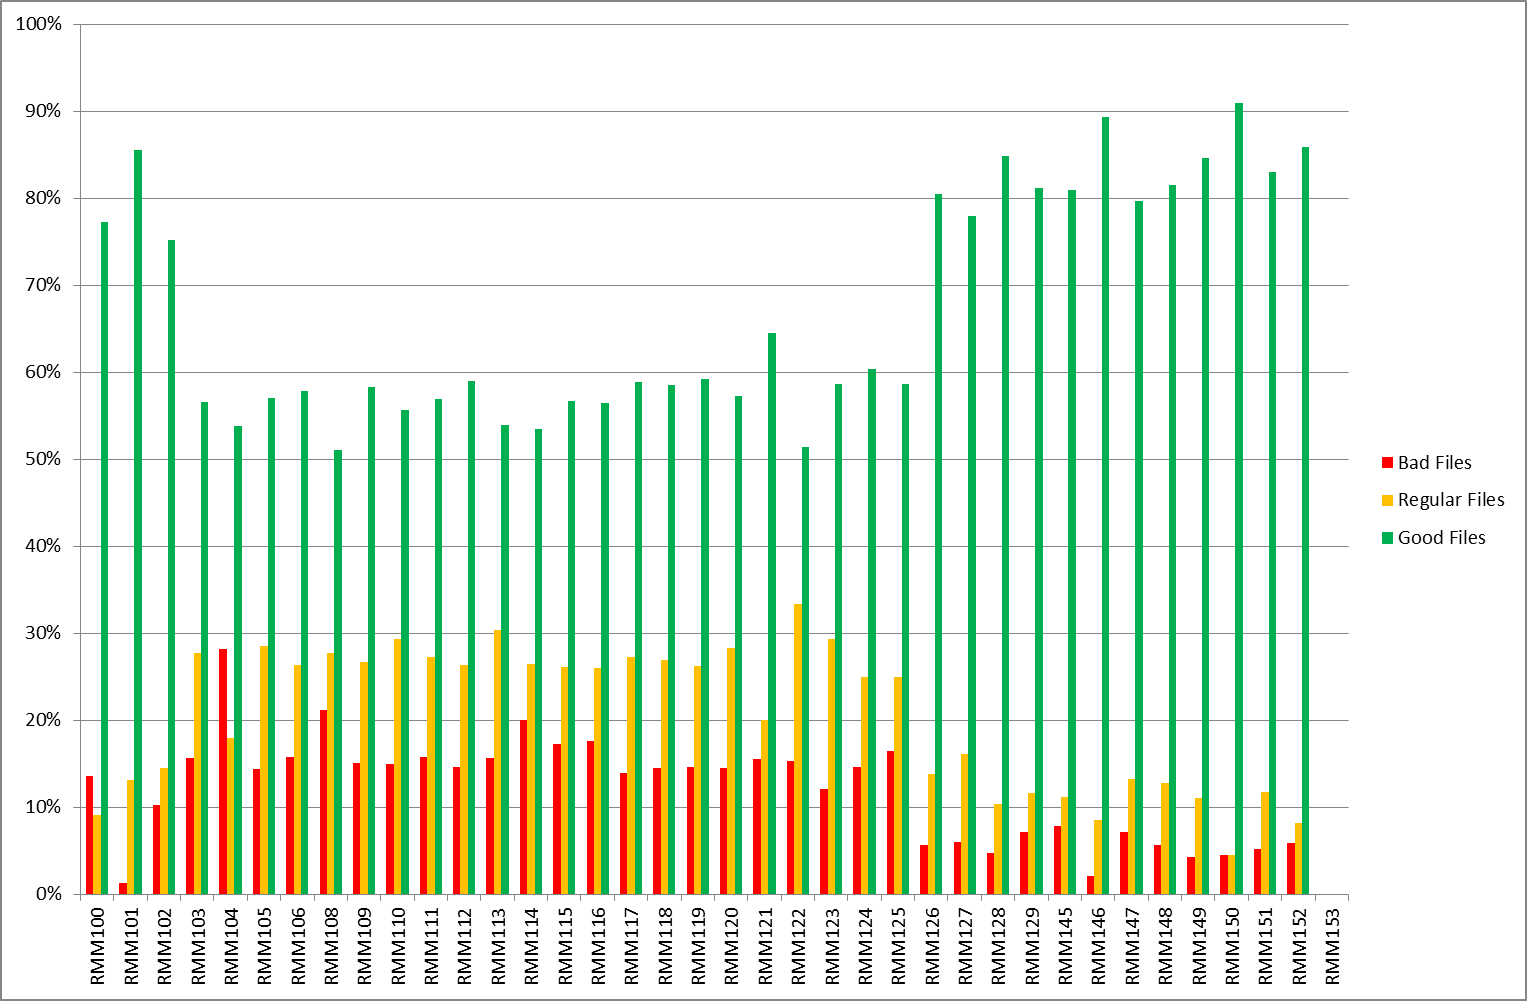 100%
90%
80%
70%
60%
50%
40%
30%
20%
10%
0%
RMM100
RMM101
RMM102
RMM103
RMM104
RMM105
RMM106
RMM108
RMM109
RMM110
RMM111
RMM112
RMM113
RMM114
RMM115
RMM116
RMM117
RMM118
RMM119
RMM120
RMM121
RMM122
RMM123
RMM124
RMM125
RMM126
RMM127
RMM128
RMM129
RMM145
RMM146
RMM147
RMM148
RMM149
RMM150
RMM151
RMM152
RMM153
Bad Files
Regular Files
Good Files